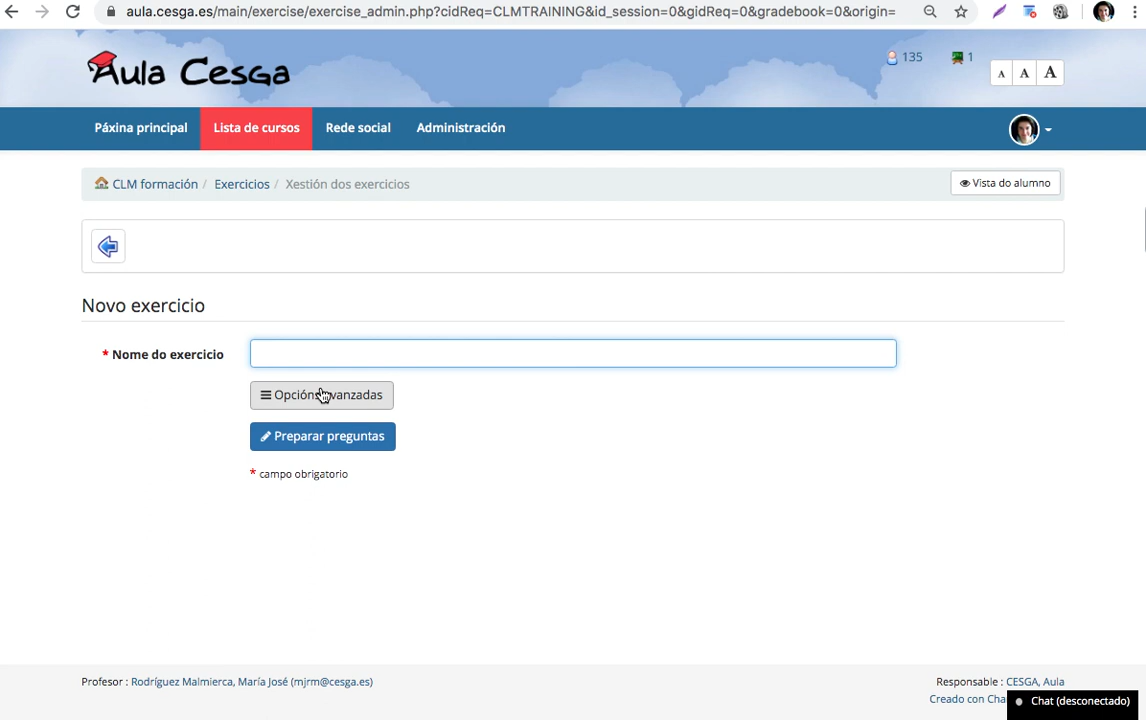 aula.cesga.es/main/exercise/exercise_admin.php?cidReq=CLMTRAINING&id_session=0&gidReq=0&gradebook=0&origin=
Aula Cesga
135 1
A A A
Páxina principal Lista de cursos Rede social Administración
CLM formación / Exercicios / Xestión dos exercicios Vista do alumno
Novo exercicio
* Nome do exercicio
Opcións avanzadas
Preparar preguntas
* campo obrigatorio
Profesor : Rodríguez Malmierca, María José (mjrm@cesga.es) Responsable : CESGA, Aula
Creado con Cha
Chat (desconectado)